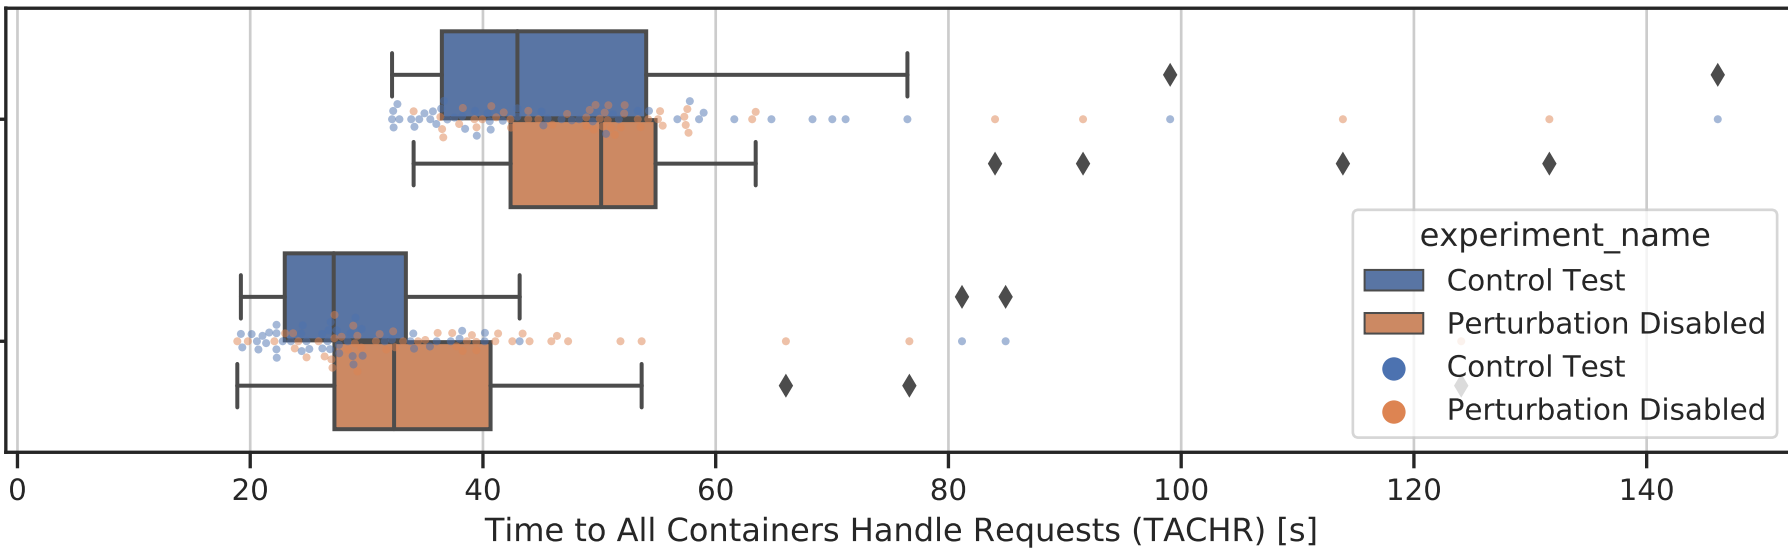 experiment_name
Control Test
Perturbation Disabled
Control Test
Perturbation Disabled
0 20 40 60 80 100 120 140
Time to All Containers Handle Requests (TACHR) [s]